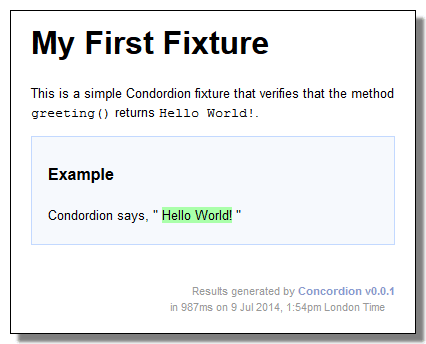 My First Fixture
This is a simple Condordion fixture that verifies that the method
greeting() returns Hello World!.
Example
Condordion says, " Hello World! "
Results generated by Concordion v0.0.1
in 987ms on 9 Jul 2014, 1:54pm London Time